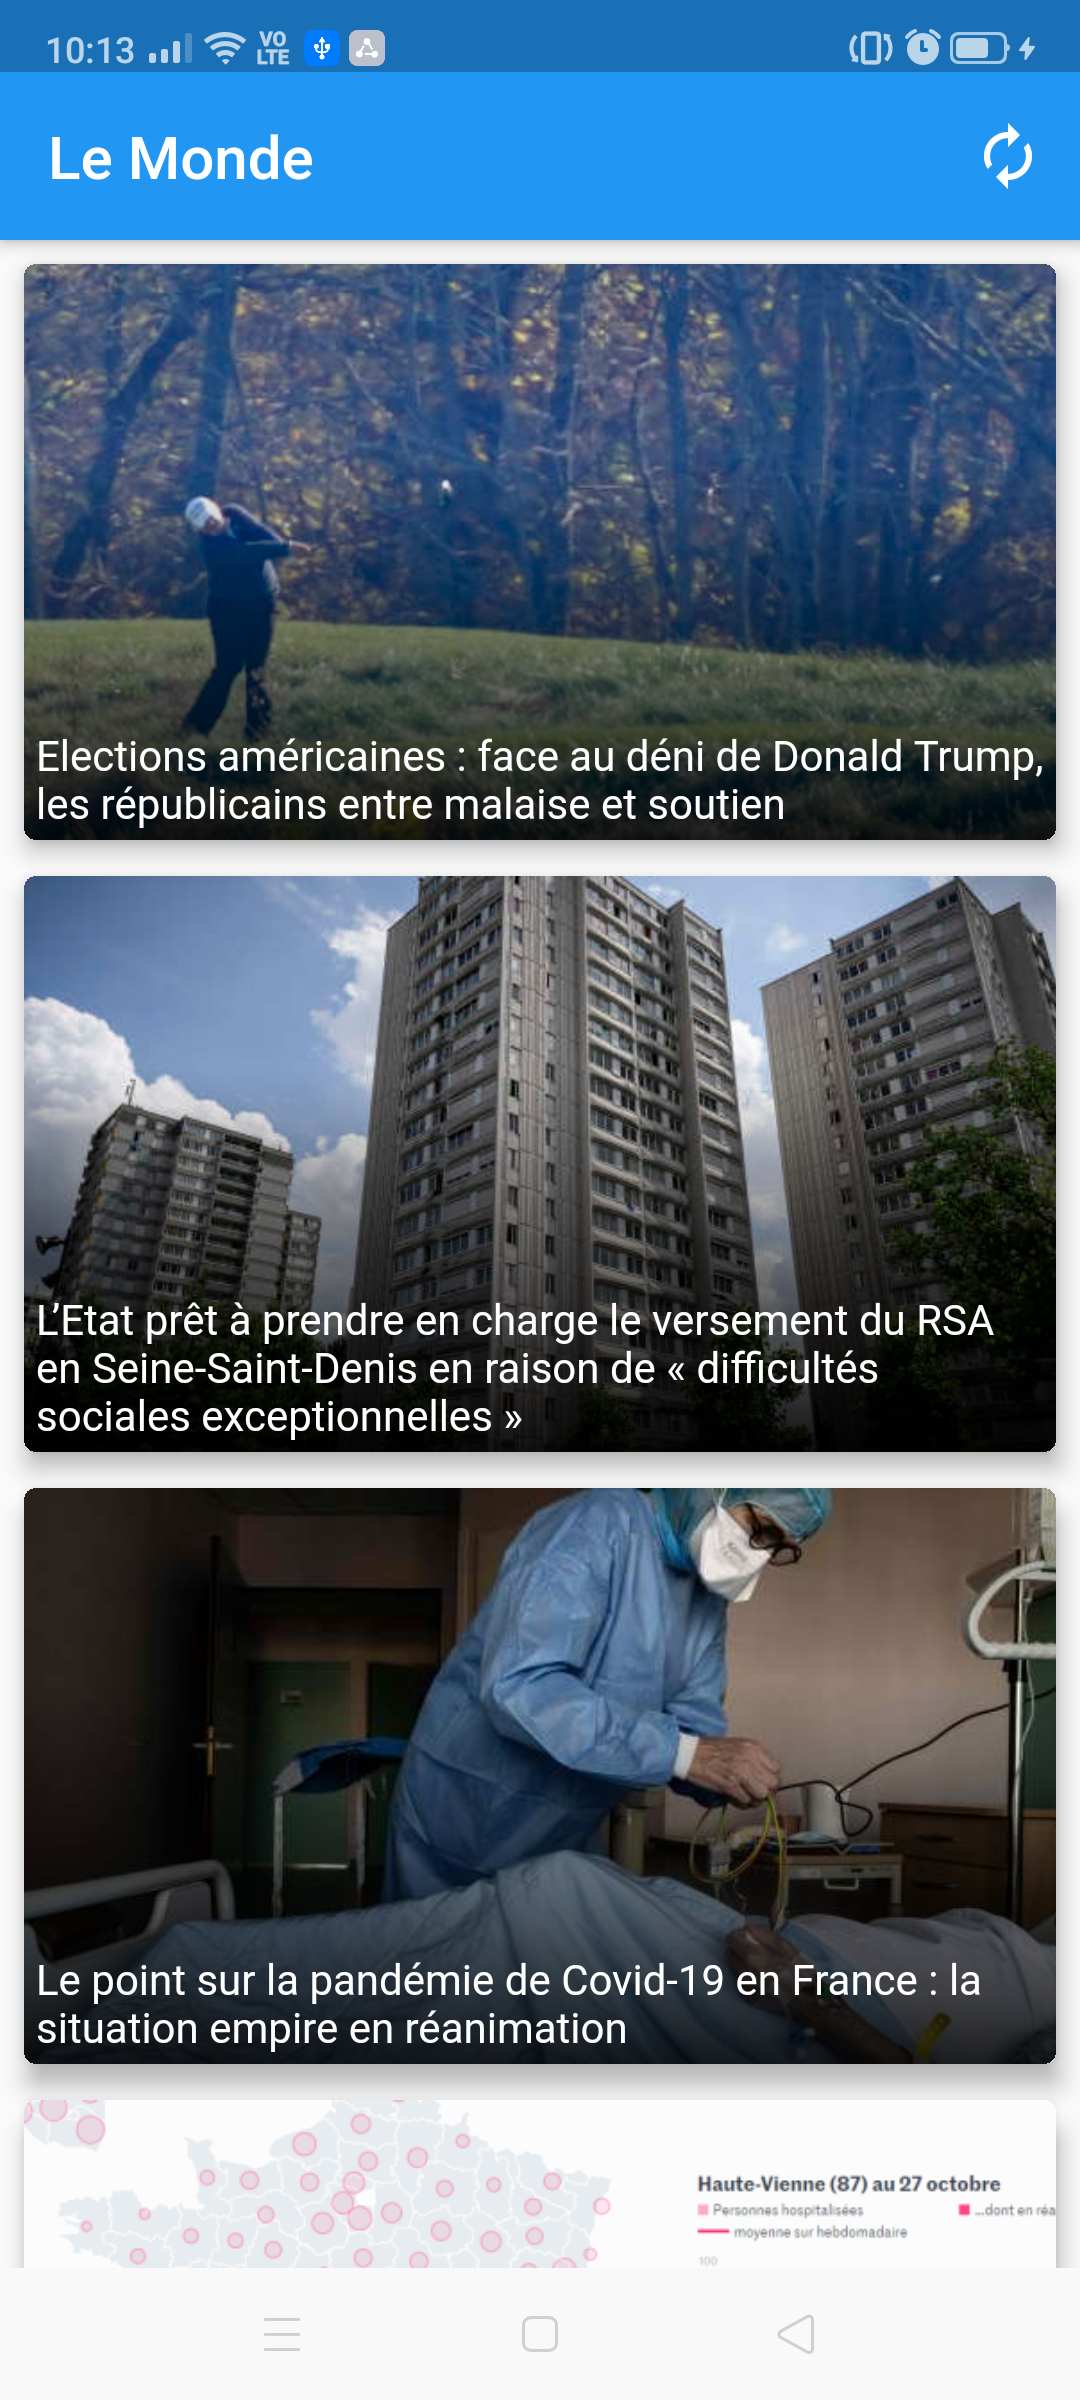 10:13
VO
LTE
Le Monde
Elections américaines : face au déni de Donald Trump,
les républicains entre malaise et soutien
L’Etat prêt à prendre en charge le versement du RSA
en Seine-Saint-Denis en raison de « difficultés
sociales exceptionnelles »
Le point sur la pandémie de Covid-19 en France : la
situation empire en réanimation
Haute-Vienne (87) au 27 octobre
Personnes hospitalisées ...dont en réa
moyenne sur hebdomadaire
100